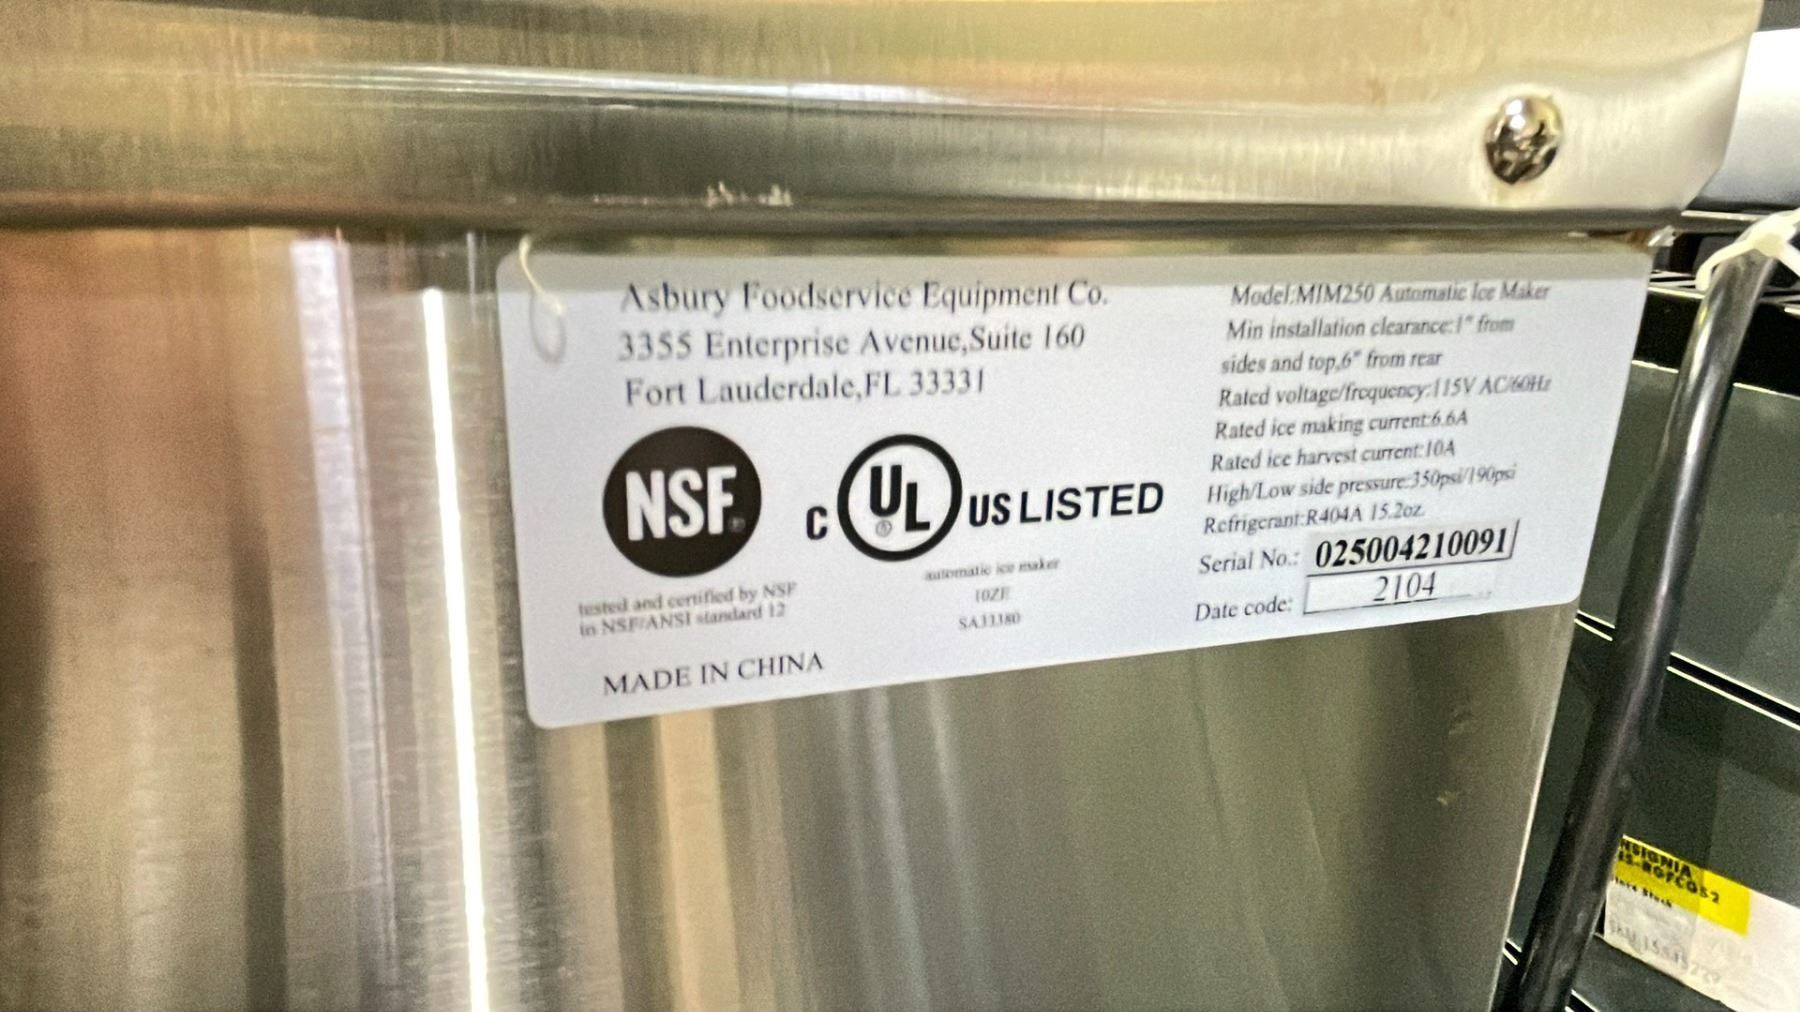 Asbury Foodservice Equipment Co.
3355 Enterprise Avenue,Suite 160
Fort Lauderdale,FL 33331
NSF®
tested and certified by NSF
in NSF/ANSI standard 12
C UL® US LISTED
automatic ice maker
10ZE
SA33380
MADE IN CHINA
Model:MIM250 Automatic Ice Maker
Min installation clearance:1" from
sides and top,6" from rear
Rated voltage/frequency:115V AC/60Hz
Rated ice making current:6.6A
Rated ice harvest current:10A
High/Low side pressure:350psi/190psi
Refrigerant:R404A 15.2oz
Serial No.: 025004210091
Date code: 2104
INSIGNIA